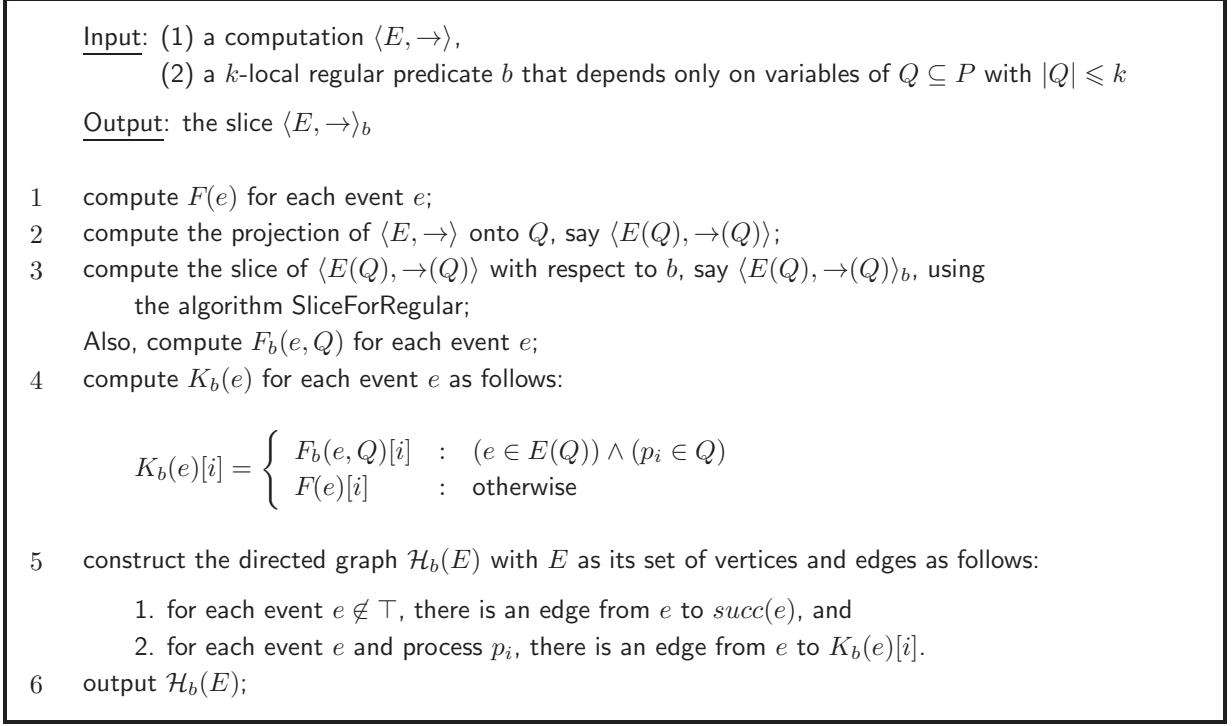 Input: (1) a computation ⟨E, →⟩,
(2) a k-local regular predicate b that depends only on variables of Q ⊆ P with |Q| ⩽ k
Output: the slice ⟨E, →⟩_b
1 compute F(e) for each event e;
2 compute the projection of ⟨E, →⟩ onto Q, say ⟨E(Q), →(Q)⟩;
3 compute the slice of ⟨E(Q), →(Q)⟩ with respect to b, say ⟨E(Q), →(Q)⟩_b, using
the algorithm SliceForRegular;
Also, compute F_b(e, Q) for each event e;
4 compute K_b(e) for each event e as follows:
K_b(e)[i] = { F_b(e, Q)[i] : (e ∈ E(Q)) ∧ (p_i ∈ Q)
F(e)[i] : otherwise
5 construct the directed graph ℋ_b(E) with E as its set of vertices and edges as follows:
1. for each event e ∉ ⊤, there is an edge from e to succ(e), and
2. for each event e and process p_i, there is an edge from e to K_b(e)[i].
6 output ℋ_b(E);